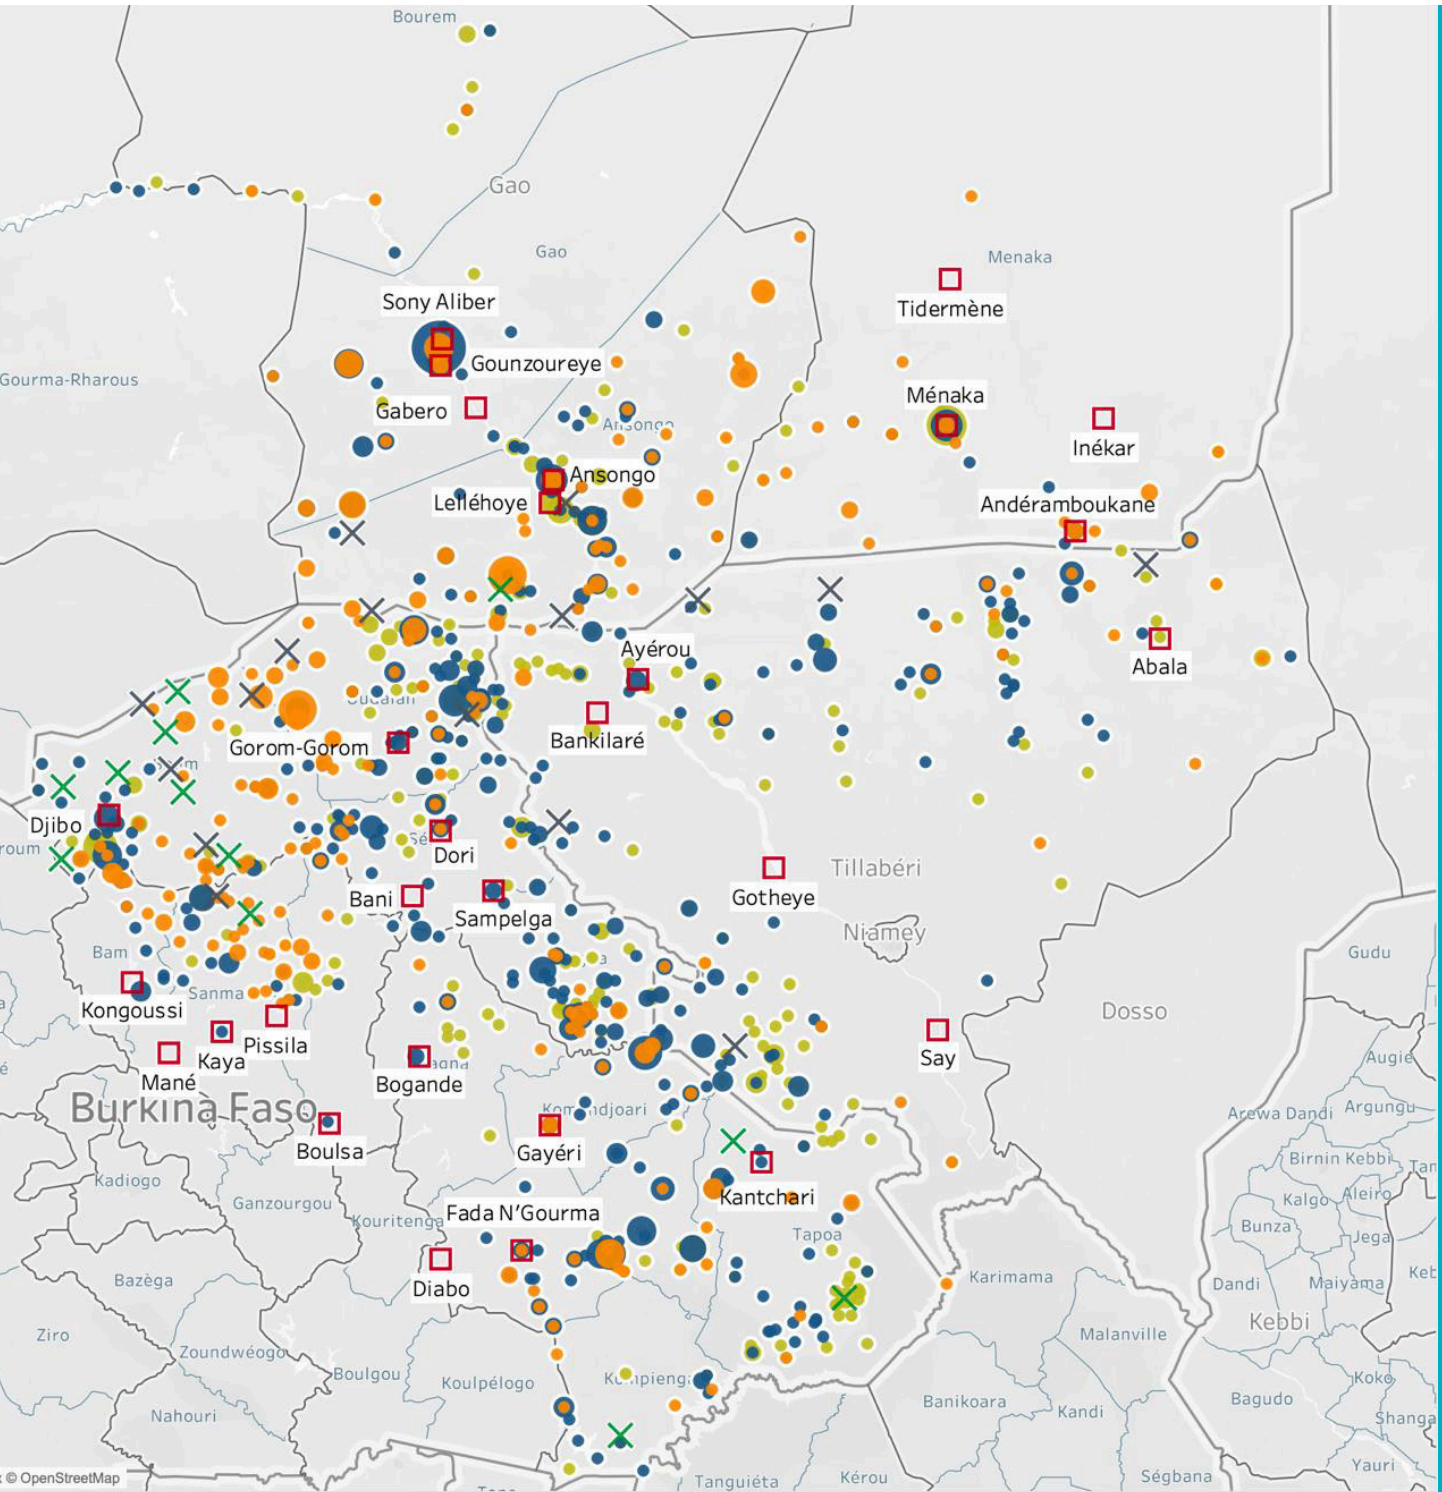 Bourem
Gao
Gao
Menaka
Tidermène
Sony Aliber
Gounzoureye
Gourma-Rharous
Gabero
Ménaka
Ansongo
Inékar
Ansongo
Lelléhoye
Andéramboukane
Ayérou
Abala
Oudalan
Bankilaré
Gorom-Gorom
Djibo
Dori
Tillabéri
Bani
Sampelga
Gotheye
Niamey
Bam
Gudu
Sanma
Kongoussi
Dosso
Pissila
Kaya
Say
Mané
Bogande
Augie
Burkina Faso
Komondjoari
Arewa Dandi
Argungu
Boulsa
Gayéri
Birnin Kebbi
Kadiogo
Kantchari
Ganzourgou
Kalgo
Aleiro
Kouritenga
Fada N’Gourma
Tapoa
Bunza
Jega
Bazèga
Diabo
Karimama
Dandi
Maiyama
Kebbi
Ziro
Zoundwéogo
Malanville
Boulgou
Koulpélogo
Kompienga
Koko
Banikoara
Bagudo
Kandi
Nahouri
Shanga
Yauri
© OpenStreetMap
Tanguiéta
Kérou
Ségbana